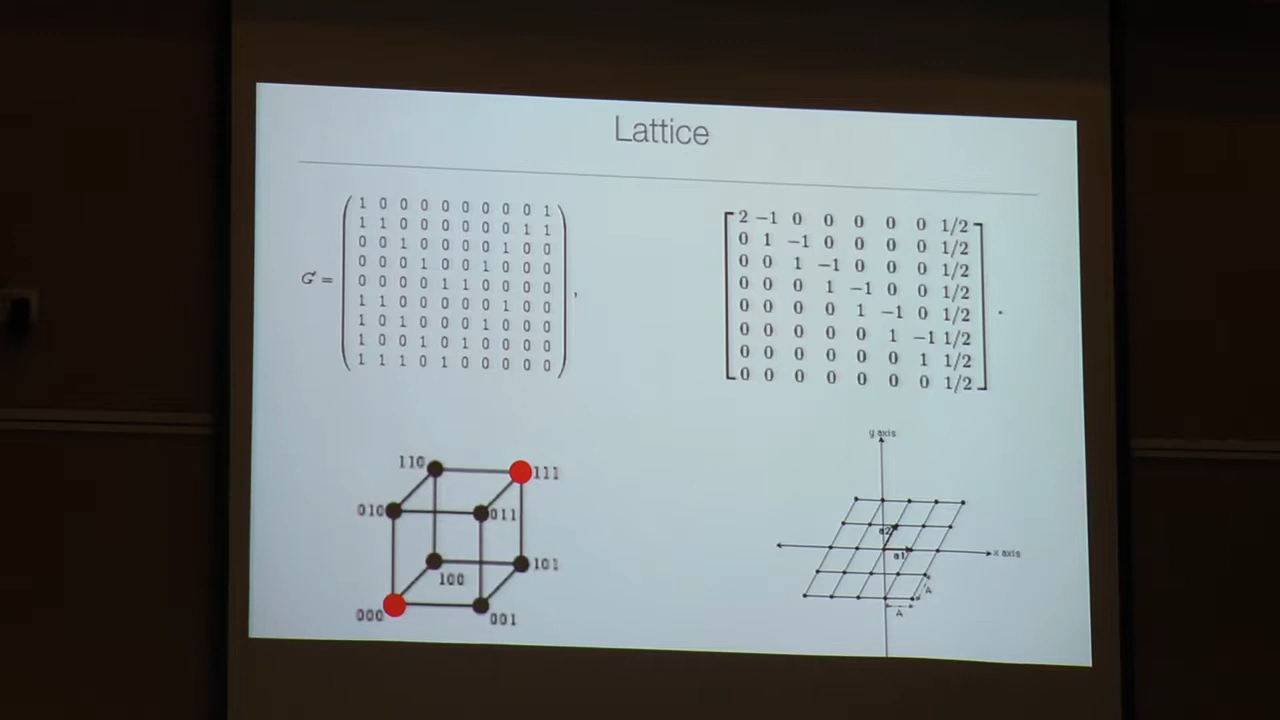 Lattice
1 0 0 0 0 0 0 0 0 1
1 1 0 0 0 0 0 0 1 1
0 0 1 0 0 0 0 1 0 0
0 0 0 1 0 0 1 0 0 0
G' = 0 0 0 0 1 1 0 0 0 0 ,
1 1 0 0 0 0 0 1 0 0
1 0 1 0 0 0 1 0 0 0
1 0 0 1 0 1 0 0 0 0
1 1 1 0 1 0 0 0 0 0
2 −1 0 0 0 0 0 1/2
0 1 −1 0 0 0 0 1/2
0 0 1 −1 0 0 0 1/2
0 0 0 1 −1 0 0 1/2
0 0 0 0 1 −1 0 1/2
0 0 0 0 0 1 −1 1/2
0 0 0 0 0 0 1 1/2
0 0 0 0 0 0 0 1/2 .
110 111
010 011
101
100
000 001
y axis
a2
a1 x axis
A
A